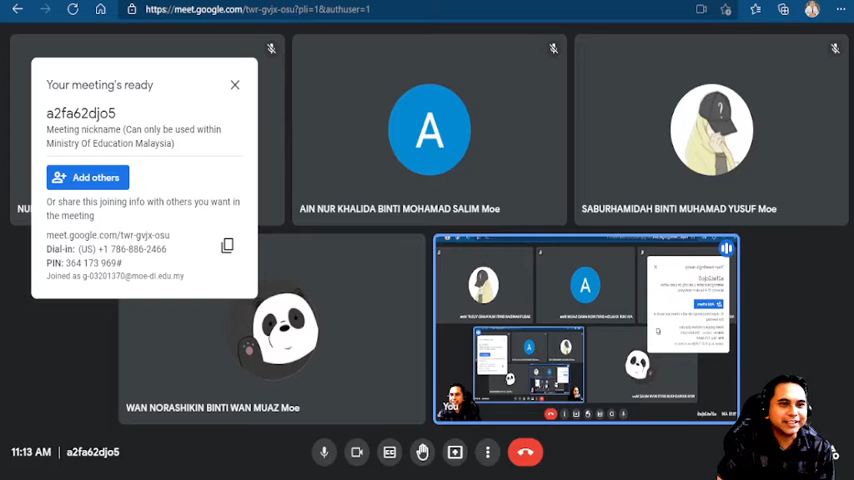 https://meet.google.com/twr-gvjx-osu?pli=1&authuser=1
Your meeting's ready
a2fa62djo5
Meeting nickname (Can only be used within
Ministry Of Education Malaysia)
Add others
Or share this joining info with others you want in
the meeting
meet.google.com/twr-gvjx-osu
Dial-in: (US) +1 786-886-2466
PIN: 364 173 969#
Joined as g-03201370@moe-dl.edu.my
NU
A
AIN NUR KHALIDA BINTI MOHAMAD SALIM Moe
?
SABURHAMIDAH BINTI MUHAMAD YUSUF Moe
WAN NORASHIKIN BINTI WAN MUAZ Moe
A
A
You
11:13 AM | a2fa62djo5